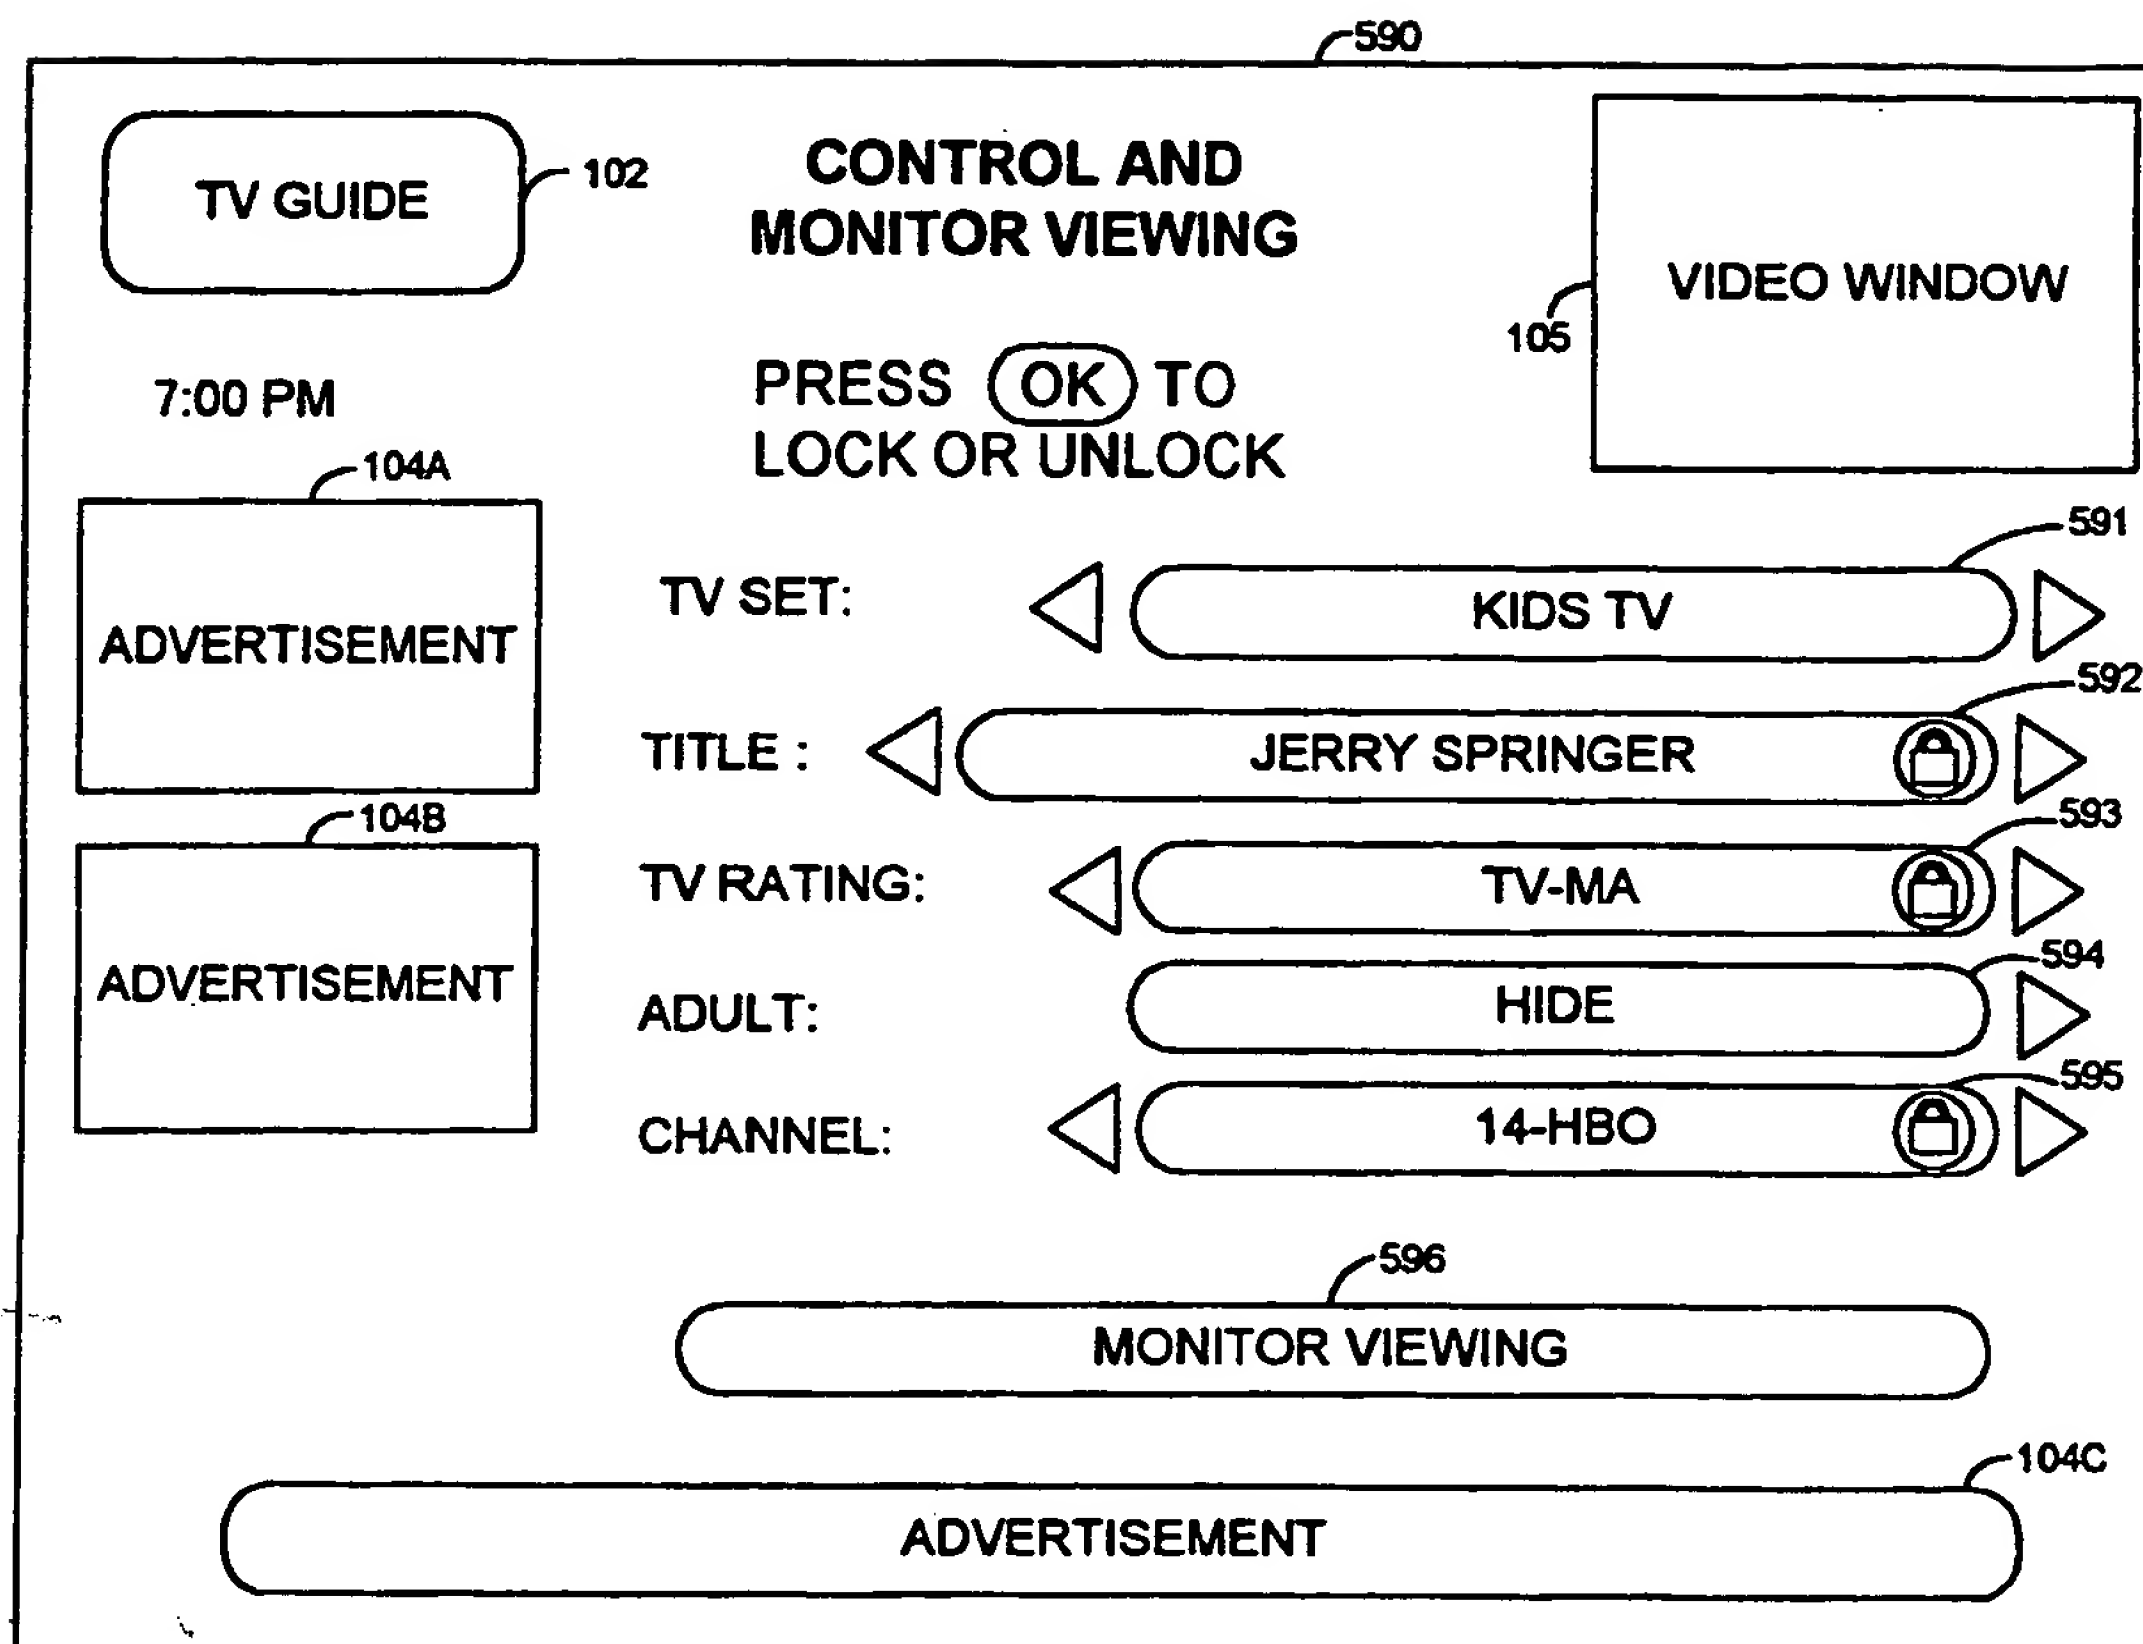 590
TV GUIDE
102
CONTROL AND
MONITOR VIEWING
VIDEO WINDOW
105
7:00 PM
PRESS OK TO
LOCK OR UNLOCK
104A
ADVERTISEMENT
104B
ADVERTISEMENT
591
TV SET: KIDS TV
592
TITLE : JERRY SPRINGER
593
TV RATING: TV-MA
594
ADULT: HIDE
595
CHANNEL: 14-HBO
596
MONITOR VIEWING
104C
ADVERTISEMENT